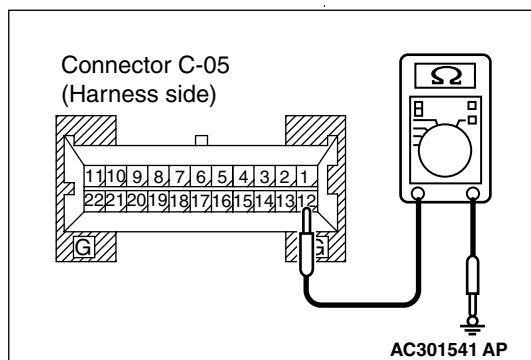 Connector C-05
(Harness side)
Ω
11 10 9 8 7 6 5 4 3 2 1
22 21 20 19 18 17 16 15 14 13 12
G G
AC301541 AP